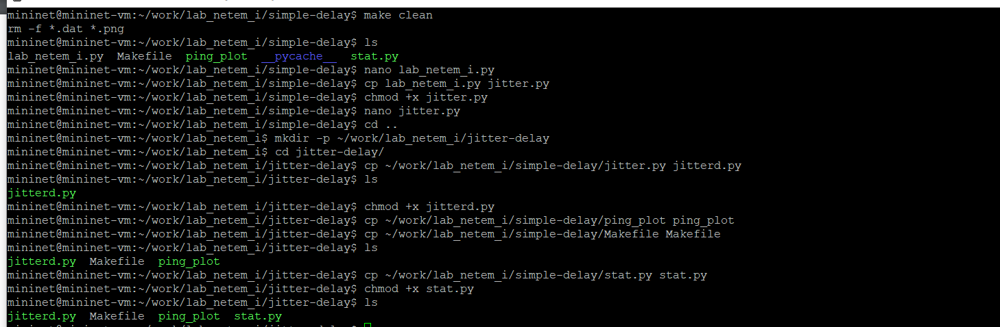 mininet@mininet-vm:~/work/lab_netem_i/simple-delay$ make clean
rm -f *.dat *.png
mininet@mininet-vm:~/work/lab_netem_i/simple-delay$ ls
lab_netem_i.py  Makefile  ping_plot  __pycache__  stat.py
mininet@mininet-vm:~/work/lab_netem_i/simple-delay$ nano lab_netem_i.py
mininet@mininet-vm:~/work/lab_netem_i/simple-delay$ cp lab_netem_i.py jitter.py
mininet@mininet-vm:~/work/lab_netem_i/simple-delay$ chmod +x jitter.py
mininet@mininet-vm:~/work/lab_netem_i/simple-delay$ nano jitter.py
mininet@mininet-vm:~/work/lab_netem_i/simple-delay$ cd ..
mininet@mininet-vm:~/work/lab_netem_i$ mkdir -p ~/work/lab_netem_i/jitter-delay
mininet@mininet-vm:~/work/lab_netem_i$ cd jitter-delay/
mininet@mininet-vm:~/work/lab_netem_i/jitter-delay$ cp ~/work/lab_netem_i/simple-delay/jitter.py jitterd.py
mininet@mininet-vm:~/work/lab_netem_i/jitter-delay$ ls
jitterd.py
mininet@mininet-vm:~/work/lab_netem_i/jitter-delay$ chmod +x jitterd.py
mininet@mininet-vm:~/work/lab_netem_i/jitter-delay$ cp ~/work/lab_netem_i/simple-delay/ping_plot ping_plot
mininet@mininet-vm:~/work/lab_netem_i/jitter-delay$ cp ~/work/lab_netem_i/simple-delay/Makefile Makefile
mininet@mininet-vm:~/work/lab_netem_i/jitter-delay$ ls
jitterd.py  Makefile  ping_plot
mininet@mininet-vm:~/work/lab_netem_i/jitter-delay$ cp ~/work/lab_netem_i/simple-delay/stat.py stat.py
mininet@mininet-vm:~/work/lab_netem_i/jitter-delay$ chmod +x stat.py
mininet@mininet-vm:~/work/lab_netem_i/jitter-delay$ ls
jitterd.py  Makefile  ping_plot  stat.py